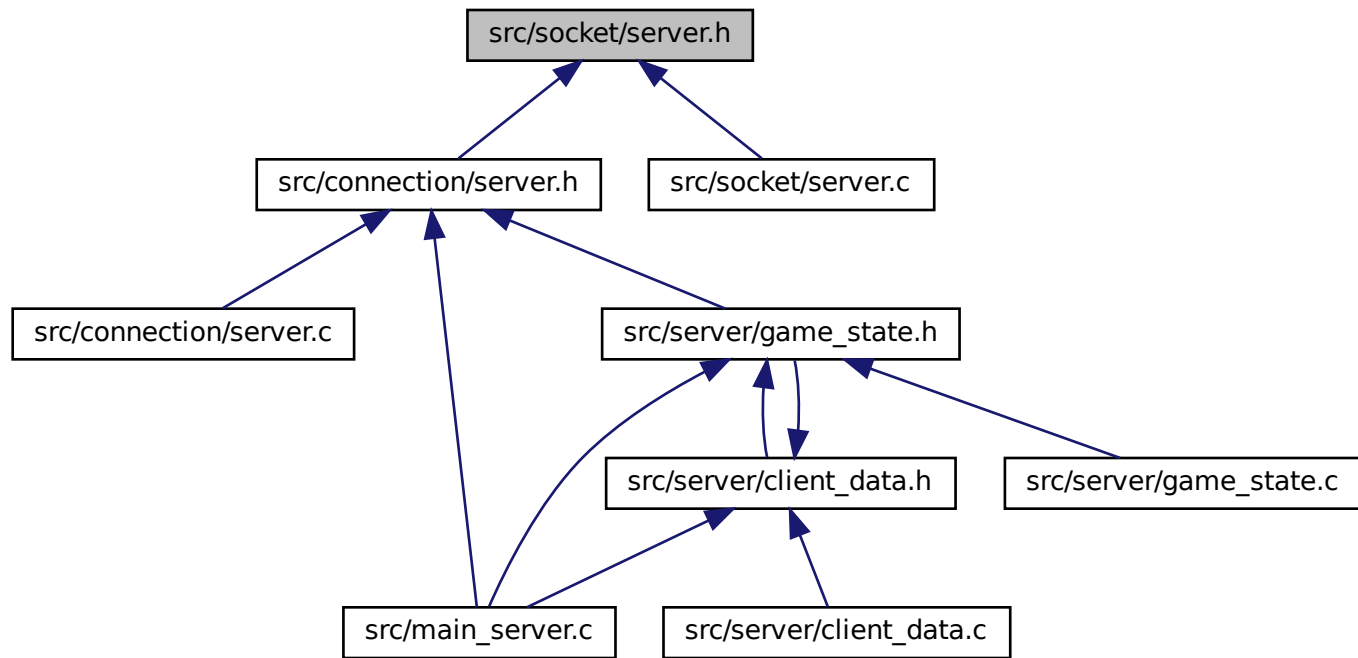 src/socket/server.h
src/connection/server.h
src/socket/server.c
src/connection/server.c
src/server/game_state.h
src/server/client_data.h
src/server/game_state.c
src/main_server.c
src/server/client_data.c